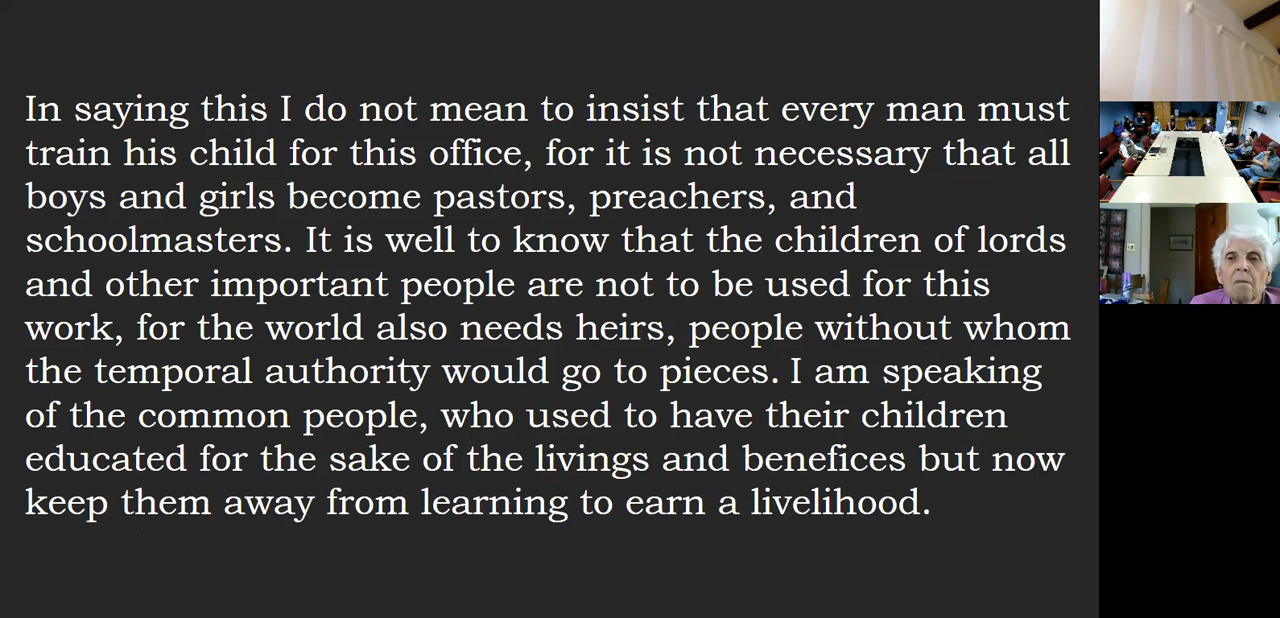 In saying this I do not mean to insist that every man must
train his child for this office, for it is not necessary that all
boys and girls become pastors, preachers, and
schoolmasters. It is well to know that the children of lords
and other important people are not to be used for this
work, for the world also needs heirs, people without whom
the temporal authority would go to pieces. I am speaking
of the common people, who used to have their children
educated for the sake of the livings and benefices but now
keep them away from learning to earn a livelihood.